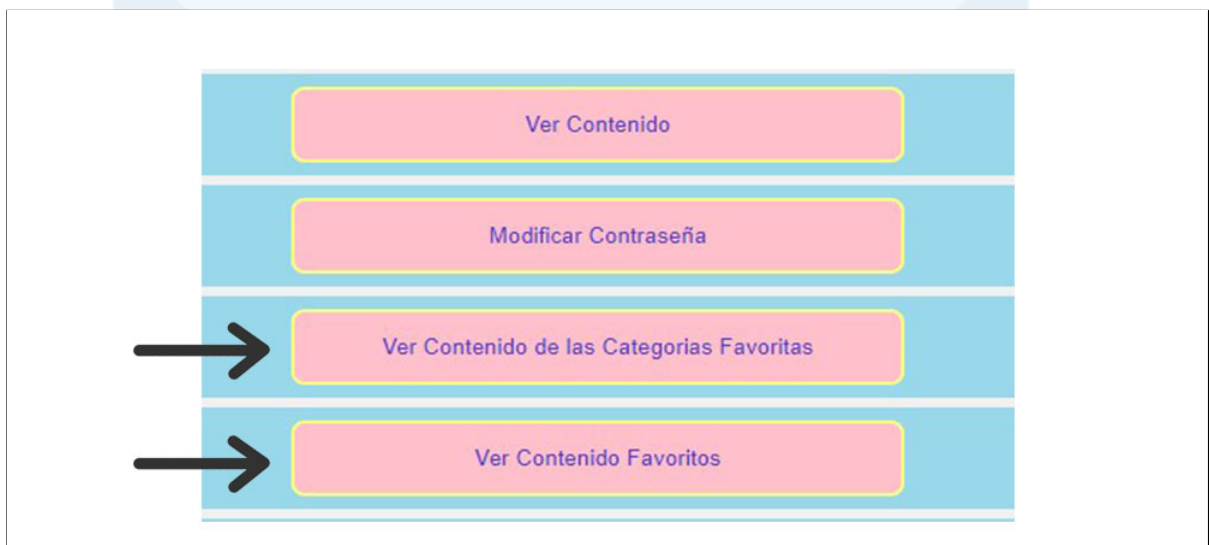 Ver Contenido
Modificar Contraseña
Ver Contenido de las Categorias Favoritas
Ver Contenido Favoritos